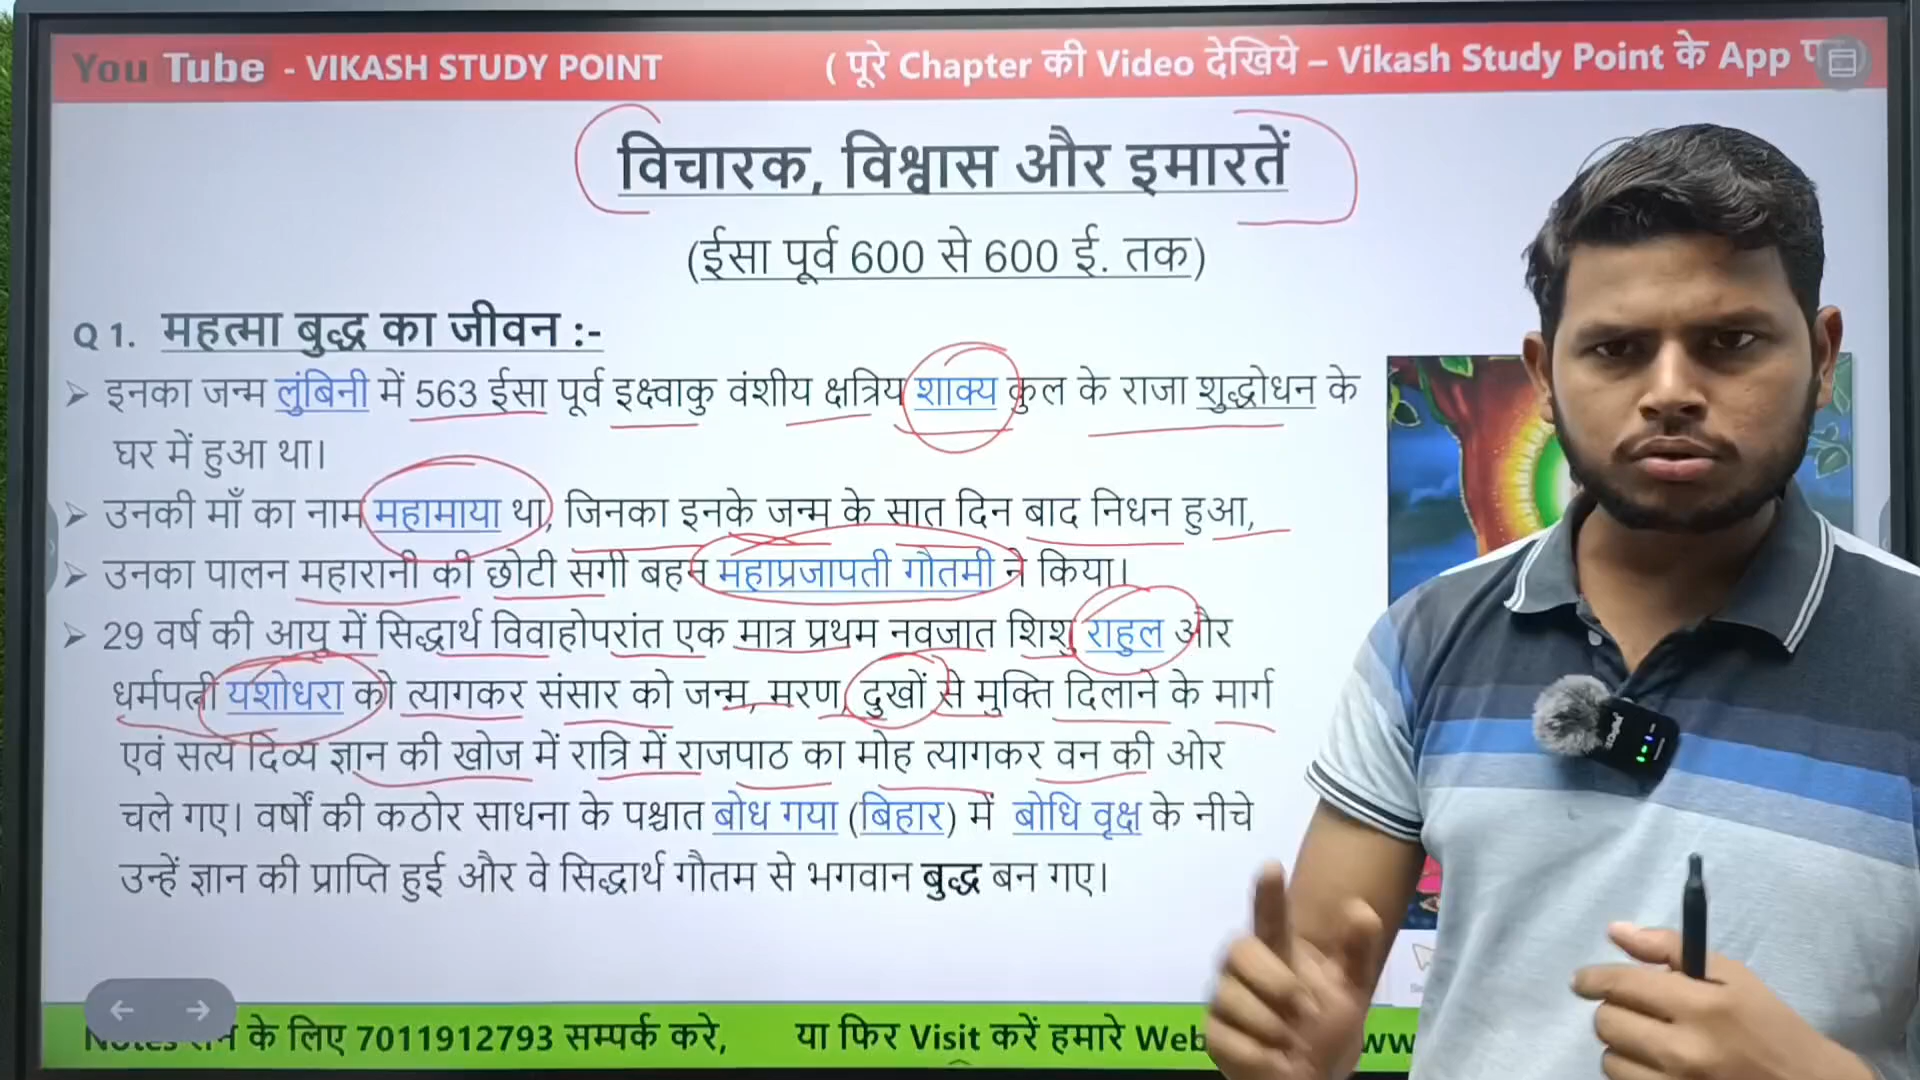 You Tube - VIKASH STUDY POINT
( पूरे Chapter की Video देखिये – Vikash Study Point के App
विचारक, विश्वास और इमारतें
(ईसा पूर्व 600 से 600 ई. तक)
Q 1. महत्मा बुद्ध का जीवन :-
➢ इनका जन्म लुंबिनी में 563 ईसा पूर्व इक्ष्वाकु वंशीय क्षत्रिय शाक्य कुल के राजा शुद्धोधन के
घर में हुआ था।
➢ उनकी माँ का नाम महामाया था, जिनका इनके जन्म के सात दिन बाद निधन हुआ,
➢ उनका पालन महारानी की छोटी सगी बहन महाप्रजापती गौतमी ने किया।
➢ 29 वर्ष की आयु में सिद्धार्थ विवाहोपरांत एक मात्र प्रथम नवजात शिशु राहुल और
धर्मपत्नी यशोधरा को त्यागकर संसार को जन्म, मरण, दुखों से मुक्ति दिलाने के मार्ग
एवं सत्य दिव्य ज्ञान की खोज में रात्रि में राजपाठ का मोह त्यागकर वन की ओर
चले गए। वर्षों की कठोर साधना के पश्चात बोध गया (बिहार) में बोधि वृक्ष के नीचे
उन्हें ज्ञान की प्राप्ति हुई और वे सिद्धार्थ गौतम से भगवान बुद्ध बन गए।
Notes के लिए 7011912793 सम्पर्क करे, या फिर Visit करें हमारे Web